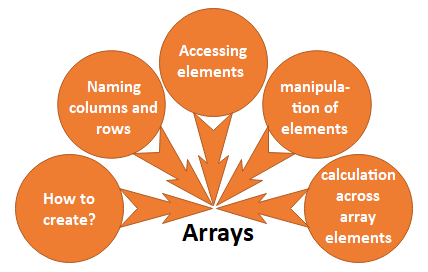 How to
create?
Naming
columns and
rows
Accessing
elements
manipula-
tion of
elements
calculation
across
array
elements
Arrays